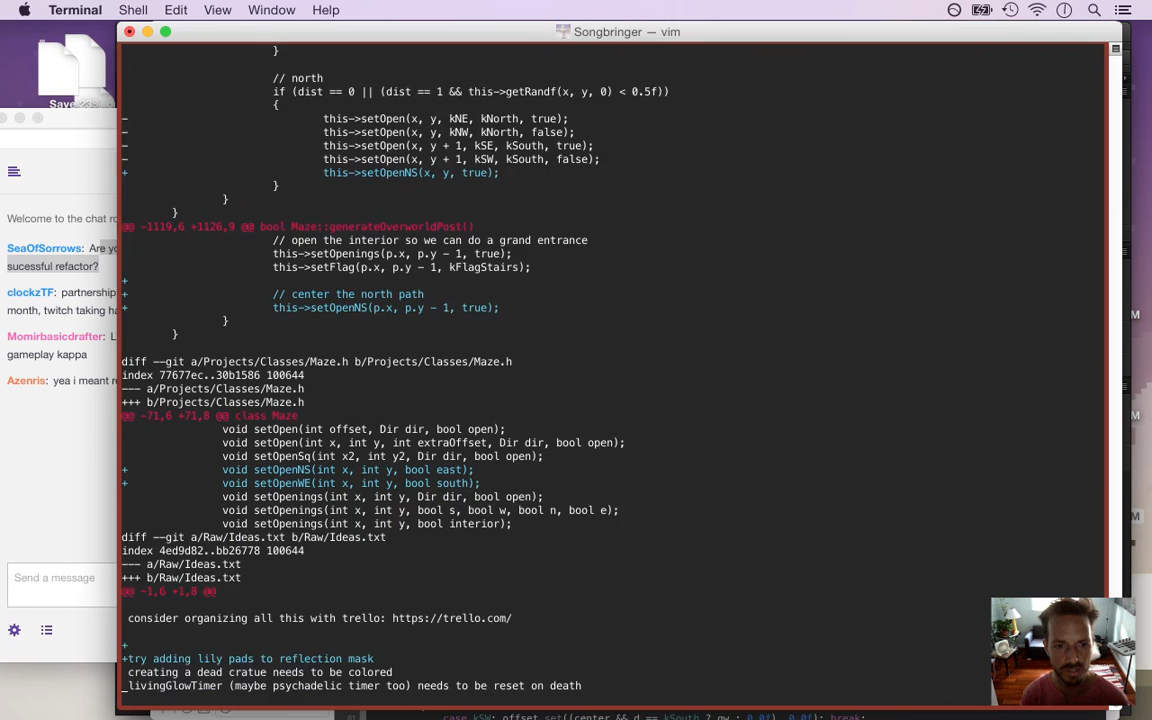 Terminal Shell Edit View Window Help
Songbringer — vim
Save
Welcome to the chat
SeaOfSorrows:
sucessful refactor?
clockzTF: partnership
month, twitch taking
Momirbasicdrafter:
gameplay kappa
Azenris: yea i meant
Send a message
}
// north
if (dist == 0 || (dist == 1 && this->getRandf(x, y, 0) < 0.5f))
{
- this->setOpen(x, y, kNE, kNorth, true);
- this->setOpen(x, y, kNW, kNorth, false);
- this->setOpen(x, y + 1, kSE, kSouth, true);
- this->setOpen(x, y + 1, kSW, kSouth, false);
+ this->setOpenNS(x, y, true);
}
}
}
@@ -1119,6 +1126,9 @@ bool Maze::generateOverworldPost()
// open the interior so we can do a grand entrance
this->setOpenings(p.x, p.y - 1, true);
this->setFlag(p.x, p.y - 1, kFlagStairs);
+
+ // center the north path
+ this->setOpenNS(p.x, p.y - 1, true);
}
}
diff --git a/Projects/Classes/Maze.h b/Projects/Classes/Maze.h
index 77677ec..30b1586 100644
--- a/Projects/Classes/Maze.h
+++ b/Projects/Classes/Maze.h
@@ -71,6 +71,8 @@ class Maze
void setOpen(int offset, Dir dir, bool open);
void setOpen(int x, int y, int extraOffset, Dir dir, bool open);
void setOpenSq(int x2, int y2, Dir dir, bool open);
+ void setOpenNS(int x, int y, bool east);
+ void setOpenWE(int x, int y, bool south);
void setOpenings(int x, int y, Dir dir, bool open);
void setOpenings(int x, int y, bool s, bool w, bool n, bool e);
void setOpenings(int x, int y, bool interior);
diff --git a/Raw/Ideas.txt b/Raw/Ideas.txt
index 4ed9d82..bb26778 100644
--- a/Raw/Ideas.txt
+++ b/Raw/Ideas.txt
@@ -1,6 +1,8 @@
consider organizing all this with trello: https://trello.com/
+
+try adding lily pads to reflection mask
creating a dead cratue needs to be colored
livingGlowTimer (maybe psychadelic timer too) needs to be reset on death